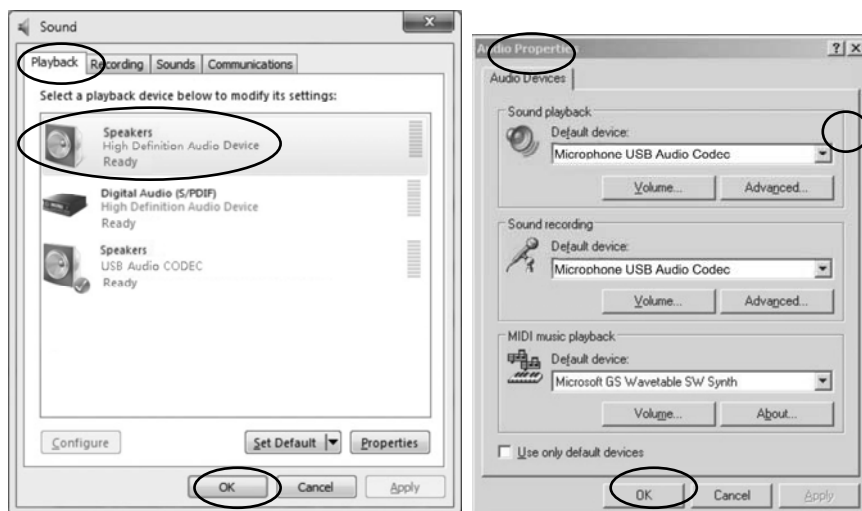 Sound
Playback Recording Sounds Communications
Select a playback device below to modify its settings:
Speakers
High Definition Audio Device
Ready
Digital Audio (S/PDIF)
High Definition Audio Device
Ready
Speakers
USB Audio CODEC
Ready
Configure Set Default Properties
OK Cancel Apply
Audio Properties
Audio Devices
Sound playback
Default device:
Microphone USB Audio Codec
Volume... Advanced...
Sound recording
Default device:
Microphone USB Audio Codec
Volume... Advanced...
MIDI music playback
Default device:
Microsoft GS Wavetable SW Synth
Volume... About...
Use only default devices
OK Cancel Apply